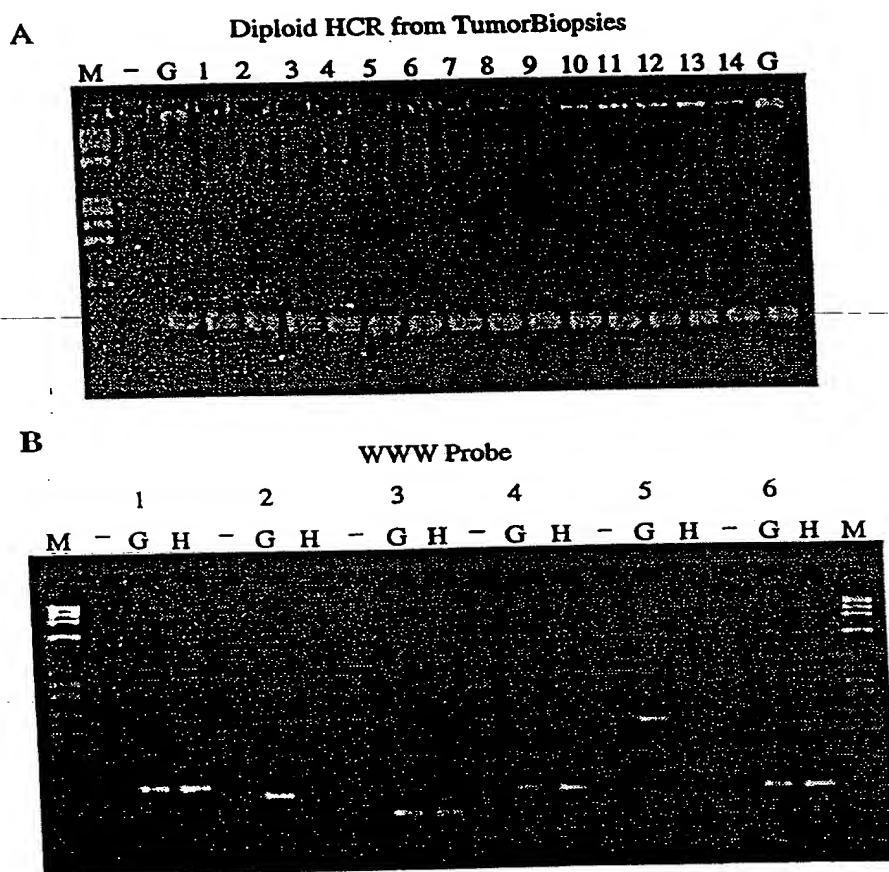 A
Diploid HCR from TumorBiopsies
M – G 1 2 3 4 5 6 7 8 9 10 11 12 13 14 G
B
WWW Probe
1 2 3 4 5 6
M – G H – G H – G H – G H – G H – G H M